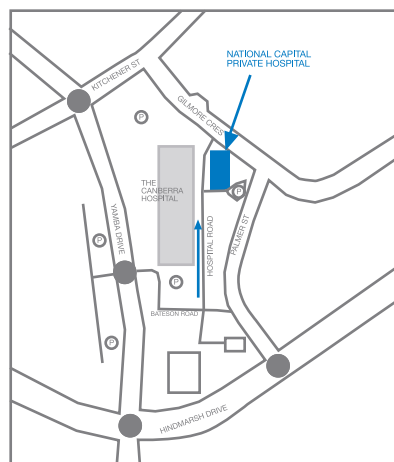 NATIONAL CAPITAL
PRIVATE HOSPITAL
KITCHENER ST
GILMORE CRES
P
THE
CANBERRA
HOSPITAL
P
YAMBA DRIVE
HOSPITAL ROAD
PALMER ST
P
P
BATESON ROAD
P
HINDMARSH DRIVE